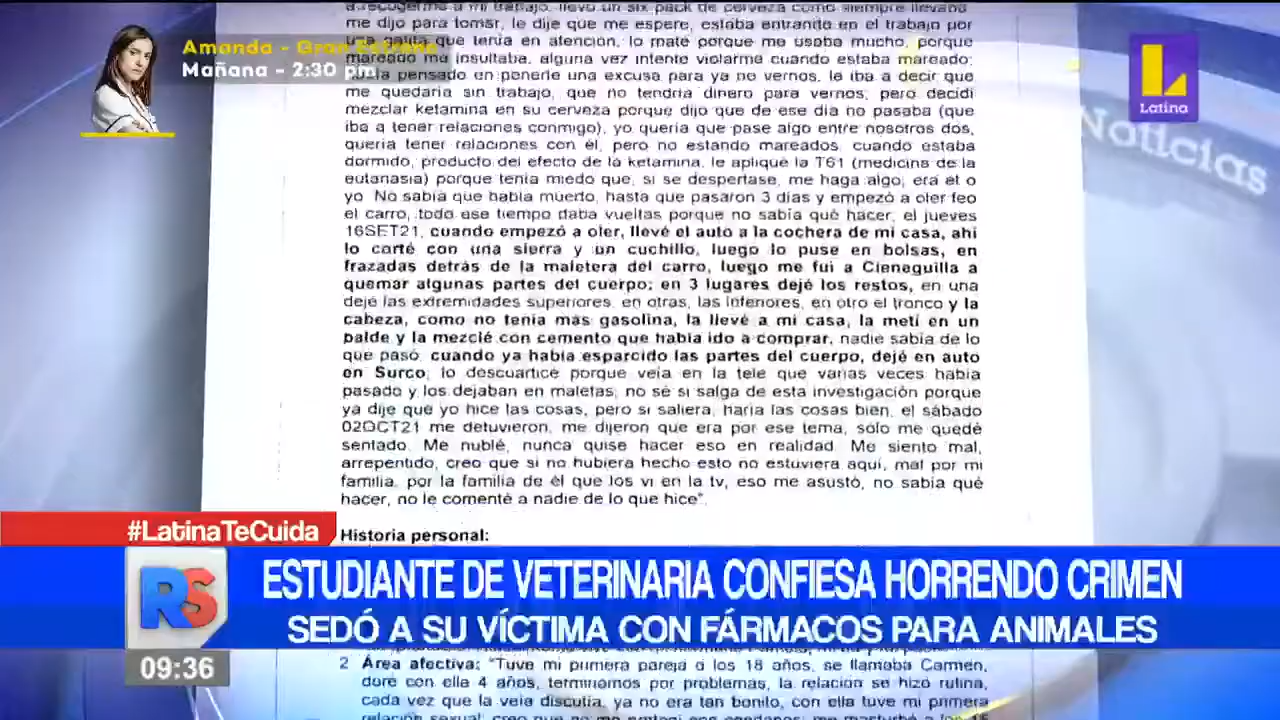 a recogerme a mi trabajo, llevó un six pack de cerveza como siempre llevaba
me dijo para tomar, le dije que me espere, estaba entrando en el trabajo por
una gatita que tenía en atención, lo maté porque me usaba mucho, porque
mareado me insultaba, alguna vez intentó violarme cuando estaba mareado;
pensado en ponerle una excusa para ya no vernos, le iba a decir que
me quedaría sin trabajo, que no tendría dinero para vernos; pero decidí
mezclar ketamina en su cerveza porque dijo que de ese día no pasaba (que
iba a tener relaciones conmigo), yo quería que pase algo entre nosotros dos,
quería tener relaciones con él, pero no estando mareados, cuando estaba
dormido, producto del efecto de la ketamina, le apliqué la T61 (medicina de la
eutanasia) porque tenía miedo que, si se despertase, me haga algo; era él o
yo. No sabía que había muerto, hasta que pasaron 3 días y empezó a oler feo
el carro, todo ese tiempo daba vueltas porque no sabía qué hacer, el jueves
16SET21, cuando empezó a oler, llevé el auto a la cochera de mi casa, ahí
lo corté con una sierra y un cuchillo, luego lo puse en bolsas, en
frazadas detrás de la maletera del carro, luego me fui a Cieneguilla a
quemar algunas partes del cuerpo; en 3 lugares dejé los restos, en una
dejé las extremidades superiores, en otras, las inferiores, en otro el tronco y la
cabeza, como no tenía más gasolina, la llevé a mi casa, la metí en un
balde y la mezclé con cemento que había ido a comprar, nadie sabía de lo
que pasó, cuando ya había esparcido las partes del cuerpo, dejé en auto
en Surco; lo descuarticé porque veía en la tele que varias veces había
pasado y los dejaban en maletas; no sé si salga de esta investigación porque
ya dije que yo hice las cosas, pero si saliera, haría las cosas bien, el sábado
02OCT21 me detuvieron, me dijeron que era por ese tema, sólo me quedé
sentado. Me nublé, nunca quise hacer eso en realidad. Me siento mal,
arrepentido, creo que si no hubiera hecho esto no estuviera aquí, mal por mi
familia, por la familia de él que los vi en la tv, eso me asustó, no sabía qué
hacer, no le comenté a nadie de lo que hice".
Historia personal:
Amanda - Gran Estreno
Mañana - 2:30 pm
Latina
Noticias
#LatinaTeCuida
RS
ESTUDIANTE DE VETERINARIA CONFIESA HORRENDO CRIMEN
SEDÓ A SU VÍCTIMA CON FÁRMACOS PARA ANIMALES
09:36
2 Área afectiva: "Tuve mi primera pareja a los 18 años, se llamaba Carmen,
duré con ella 4 años, terminamos por problemas, la relación se hizo rutina,
cada vez que la veía discutía, ya no era tan bonito, con ella tuve mi primera
relación sexual